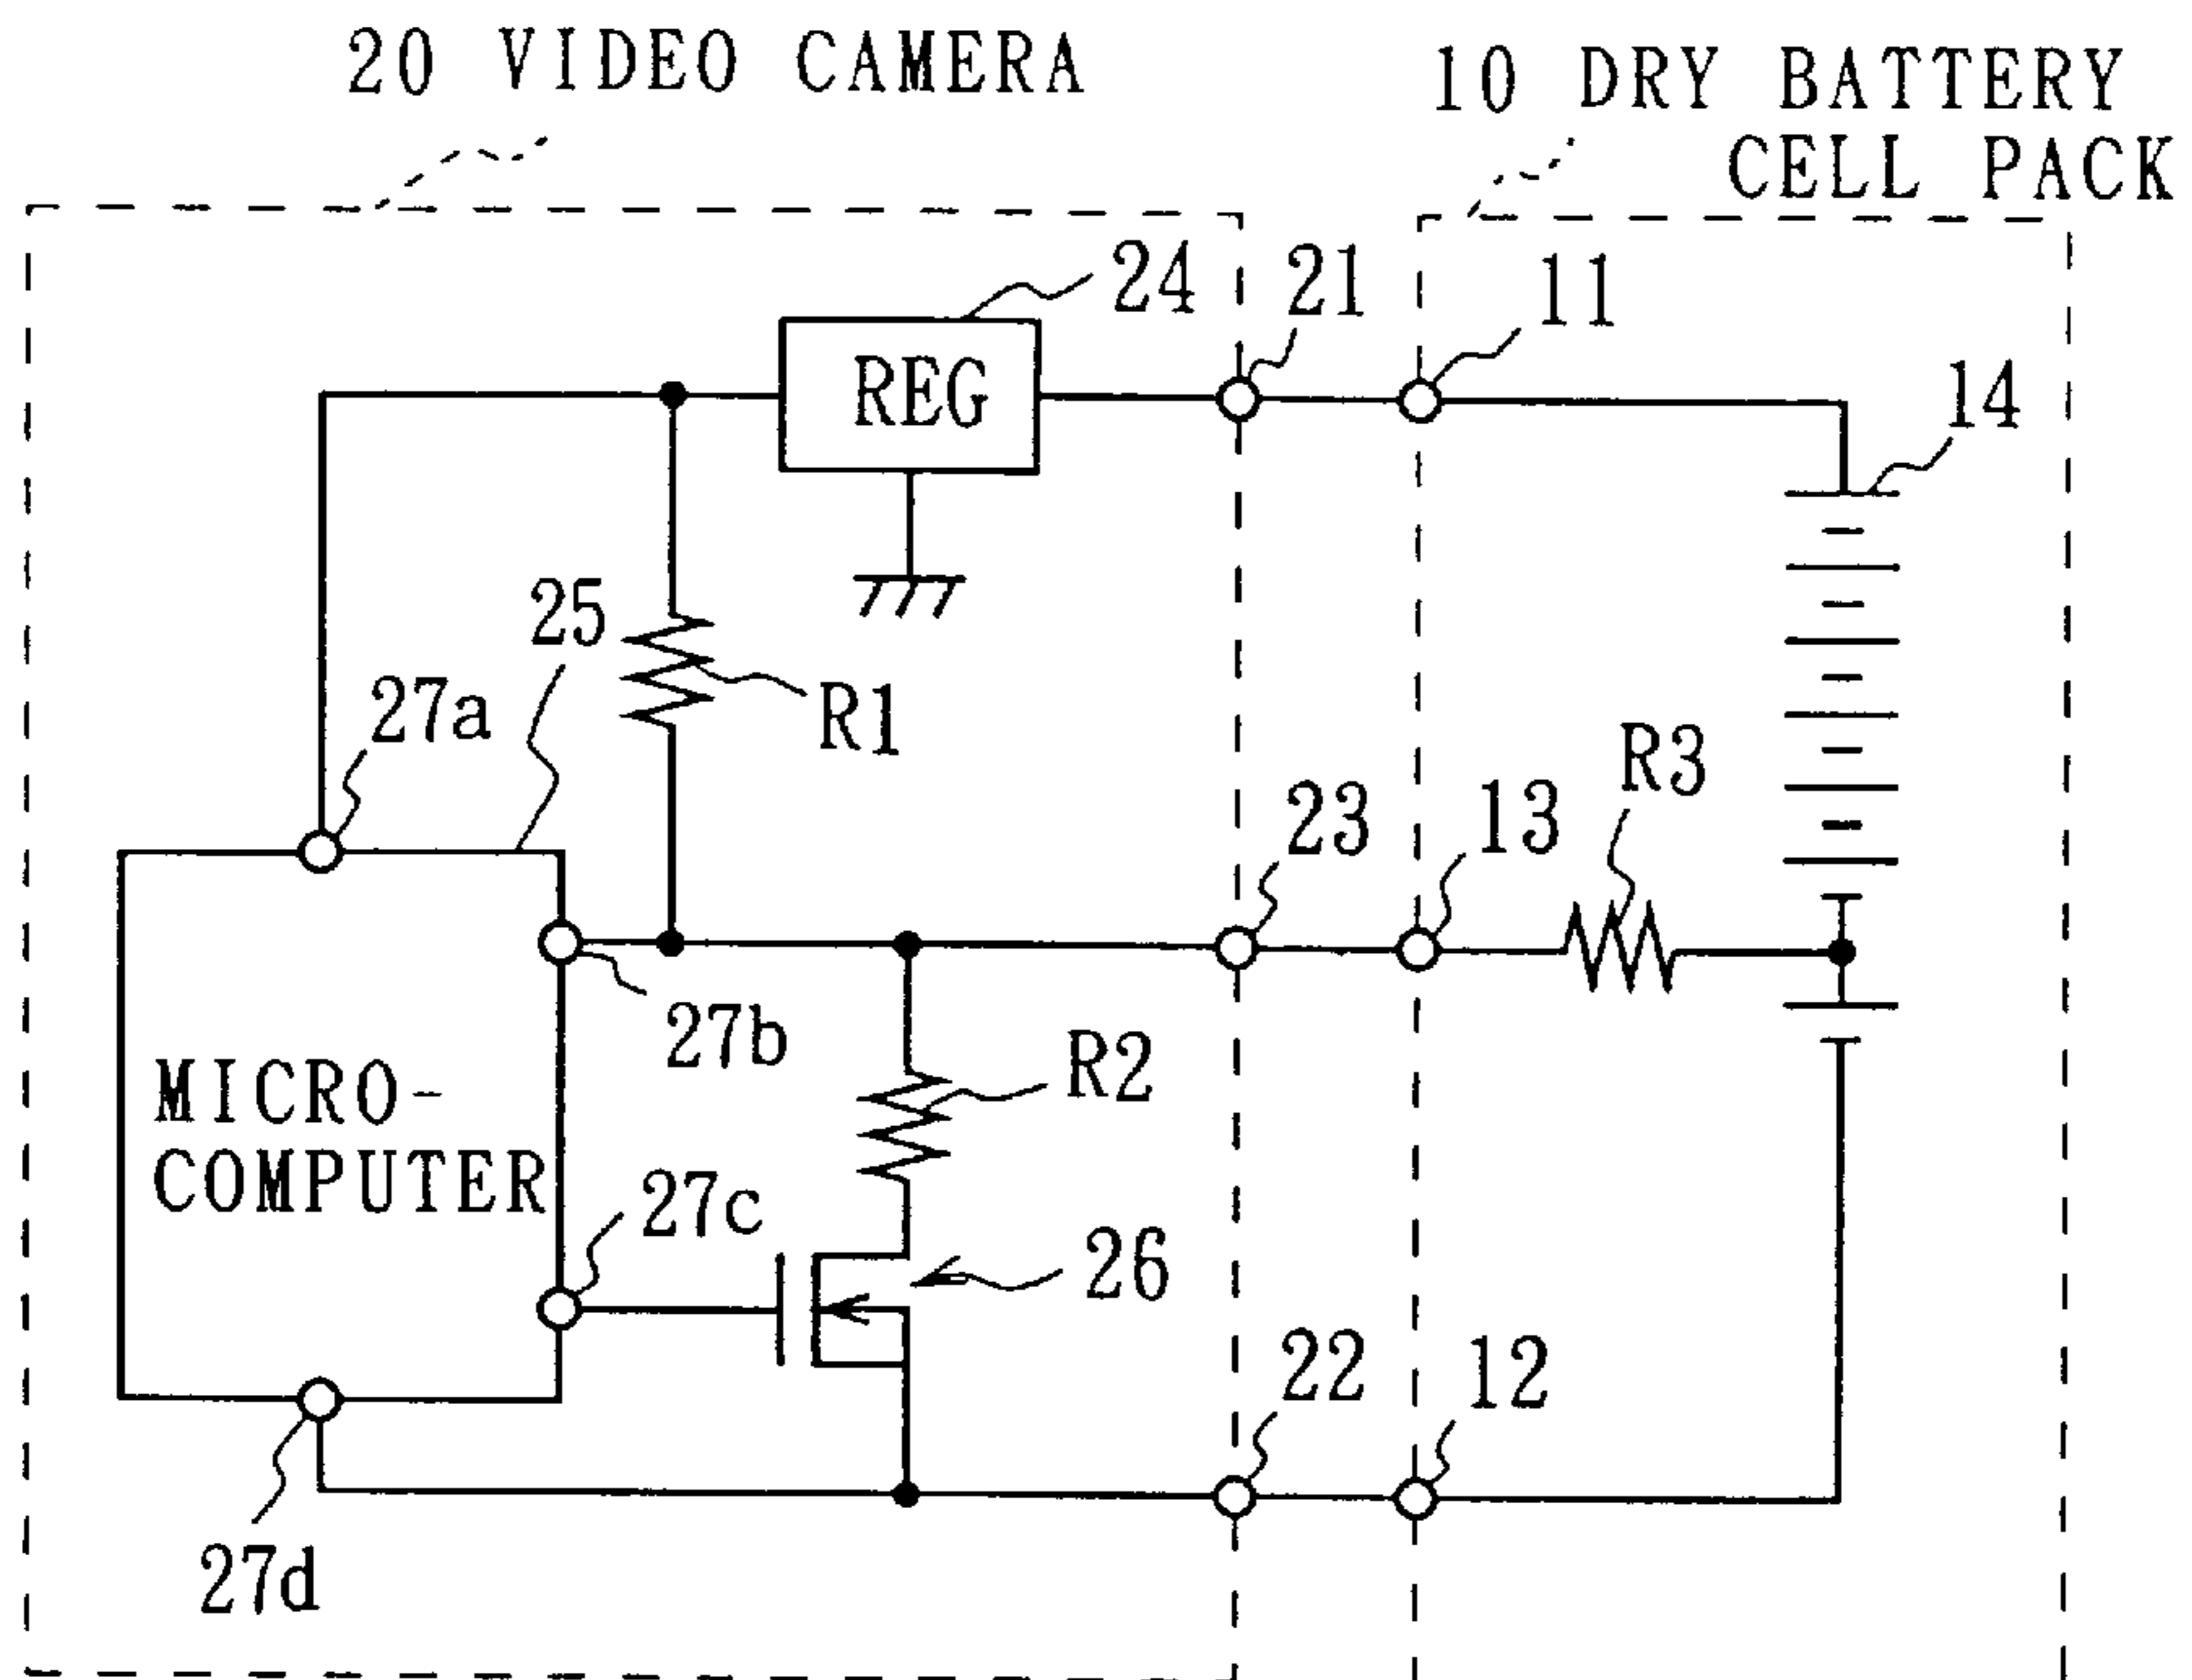 20 VIDEO CAMERA
10 DRY BATTERY
CELL PACK
24
21
11
REG
14
25
27a
R1
R3
23
13
27b
R2
MICRO-
COMPUTER
27c
26
22
12
27d